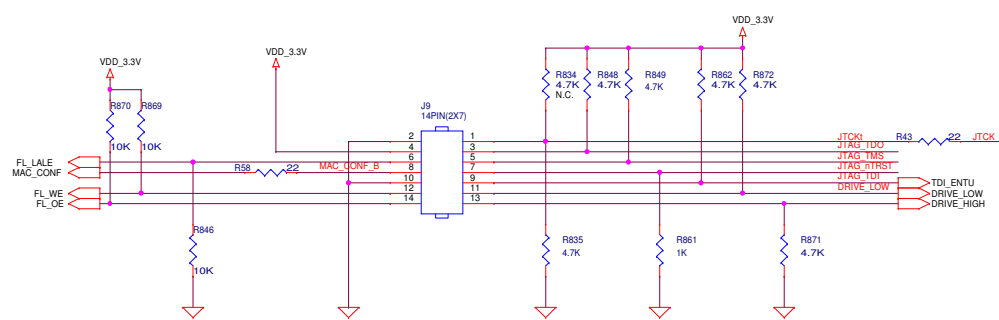 VDD_3.3V
VDD_3.3V
VDD_3.3V
R870
R869
10K
10K
R834
4.7K
N.C.
R848
4.7K
R849
4.7K
R862
4.7K
R872
4.7K
J9
14PIN(2X7)
2 1
4 3
6 5
8 7
10 9
12 11
14 13
JTCKt
R43
22
JTCK
JTAG_TDO
JTAG_TMS
JTAG_nTRST
JTAG_TDI
DRIVE_LOW
FL_LALE
MAC_CONF
R58
22
MAC_CONF_B
FL_WE
FL_OE
TDI_ENTU
DRIVE_LOW
DRIVE_HIGH
R846
10K
R835
4.7K
R861
1K
R871
4.7K